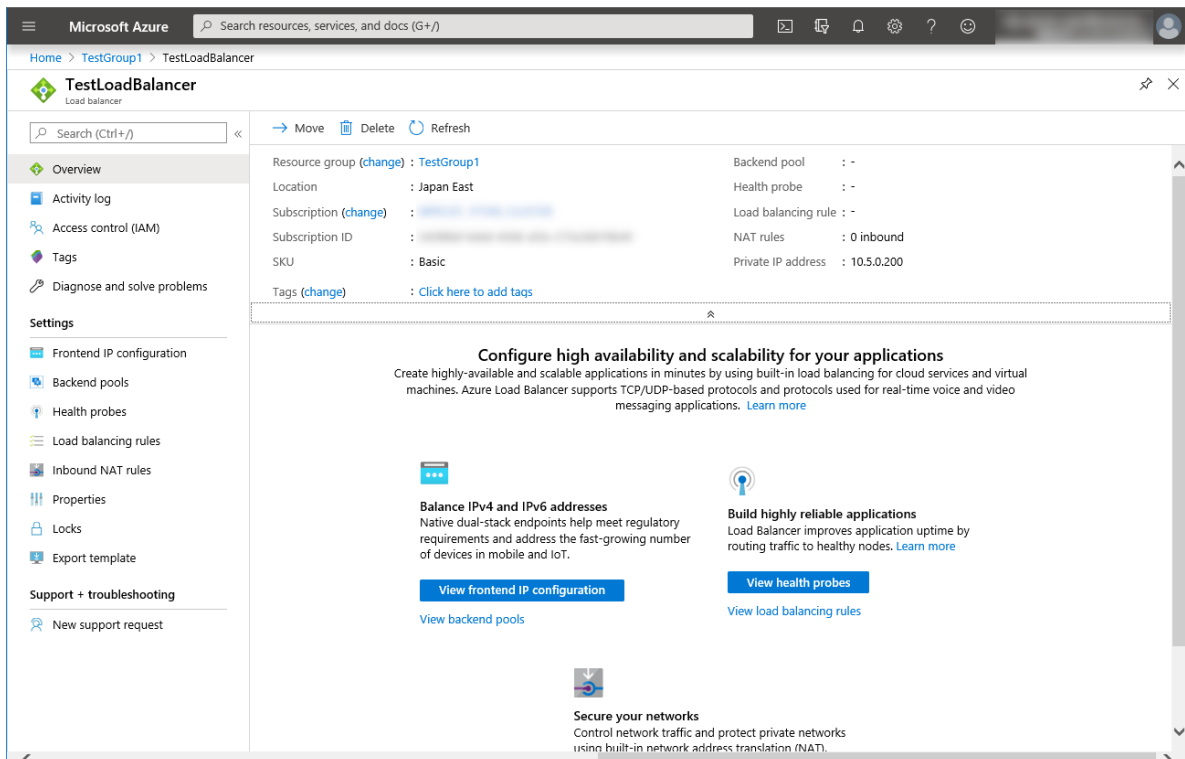 Microsoft Azure
Search resources, services, and docs (G+/)
Home > TestGroup1 > TestLoadBalancer
TestLoadBalancer
Load balancer
Search (Ctrl+/)
«
Overview
Activity log
Access control (IAM)
Tags
Diagnose and solve problems
Settings
Frontend IP configuration
Backend pools
Health probes
Load balancing rules
Inbound NAT rules
Properties
Locks
Export template
Support + troubleshooting
New support request
Move Delete Refresh
Resource group (change) : TestGroup1
Location : Japan East
Subscription (change) :
Subscription ID :
SKU : Basic
Tags (change) : Click here to add tags
Backend pool : -
Health probe : -
Load balancing rule : -
NAT rules : 0 inbound
Private IP address : 10.5.0.200
Configure high availability and scalability for your applications
Create highly-available and scalable applications in minutes by using built-in load balancing for cloud services and virtual
machines. Azure Load Balancer supports TCP/UDP-based protocols and protocols used for real-time voice and video
messaging applications. Learn more
Balance IPv4 and IPv6 addresses
Native dual-stack endpoints help meet regulatory
requirements and address the fast-growing number
of devices in mobile and IoT.
View frontend IP configuration
View backend pools
Build highly reliable applications
Load Balancer improves application uptime by
routing traffic to healthy nodes. Learn more
View health probes
View load balancing rules
Secure your networks
Control network traffic and protect private networks
using built-in network address translation (NAT).